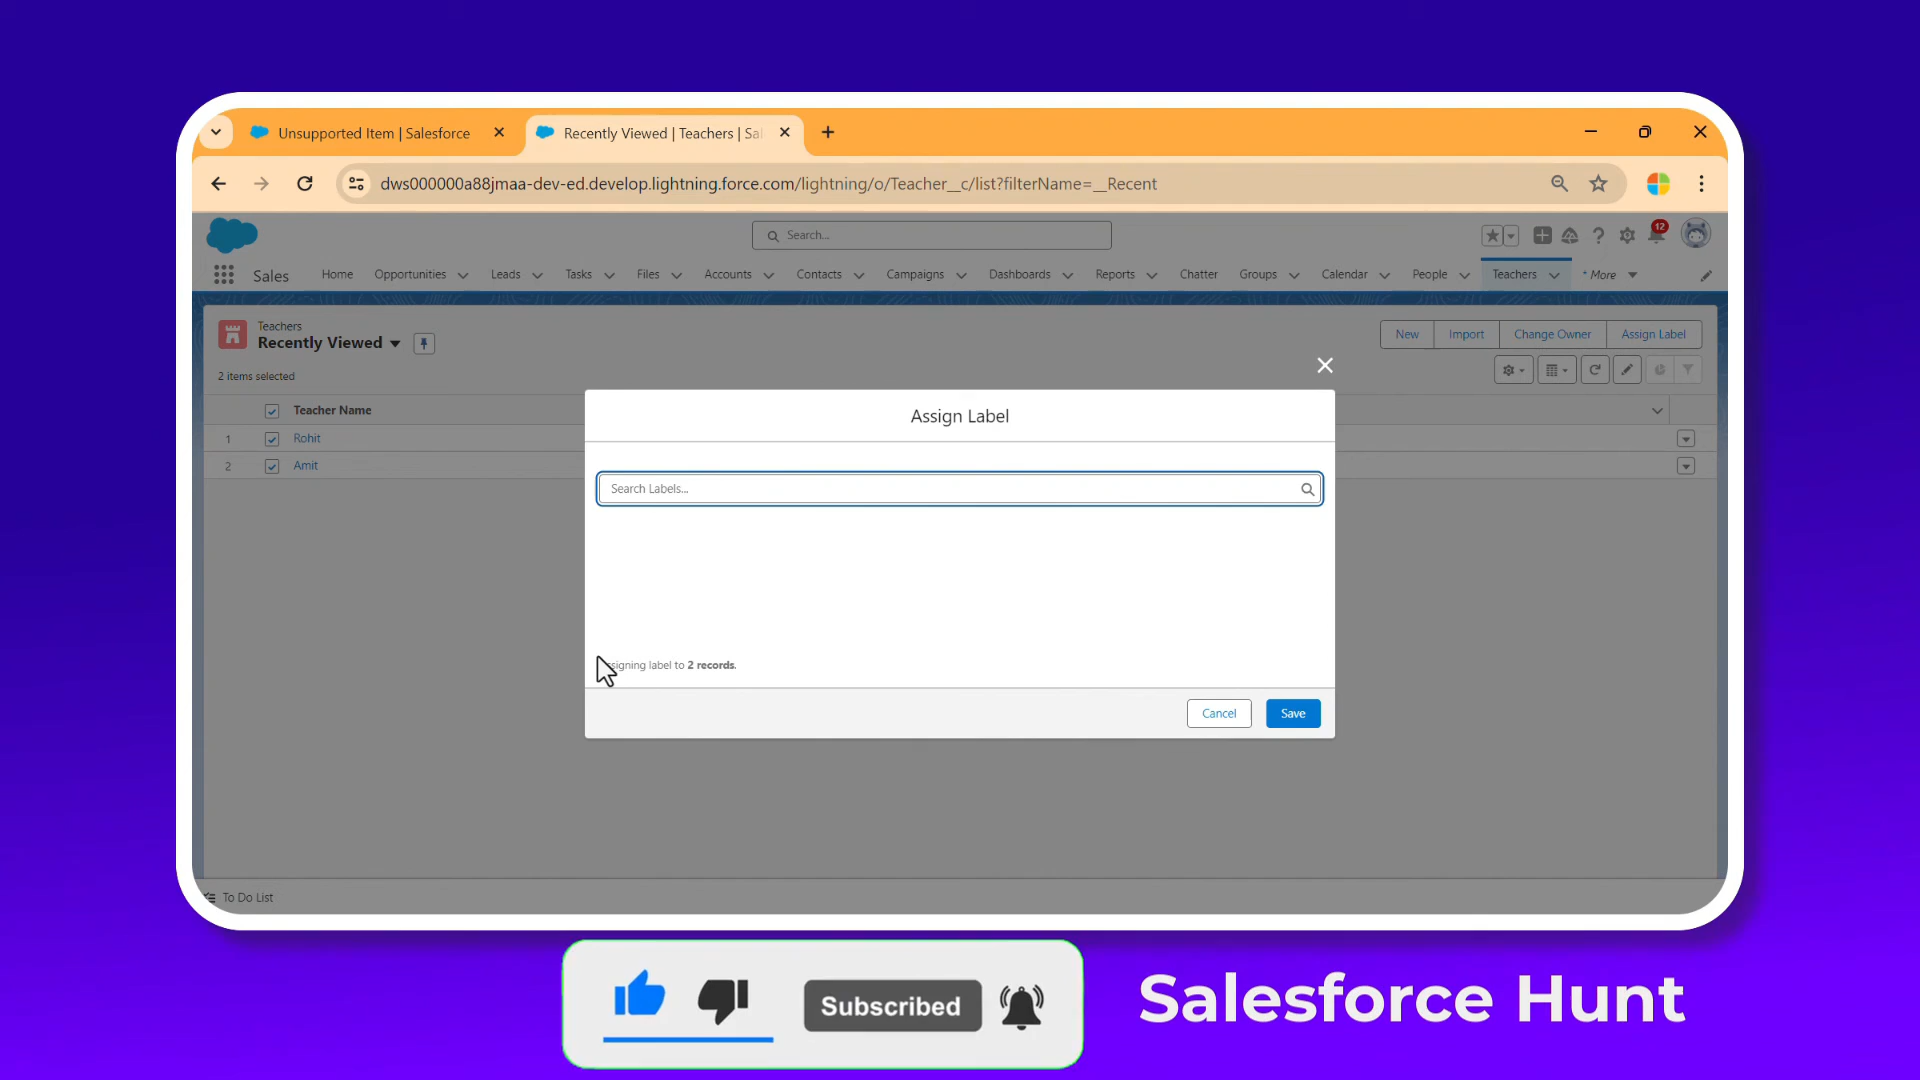 Unsupported Item | Salesforce
Recently Viewed | Teachers | Sal
dws000000a88jmaa-dev-ed.develop.lightning.force.com/lightning/o/Teacher__c/list?filterName=__Recent
Search...
12
Sales
Home
Opportunities
Leads
Tasks
Files
Accounts
Contacts
Campaigns
Dashboards
Reports
Chatter
Groups
Calendar
People
Teachers
* More
Teachers
Recently Viewed
New
Import
Change Owner
Assign Label
2 items selected
Teacher Name
1 Rohit
2 Amit
Assign Label
Search Labels...
signing label to 2 records.
Cancel
Save
To Do List
Subscribed
Salesforce Hunt